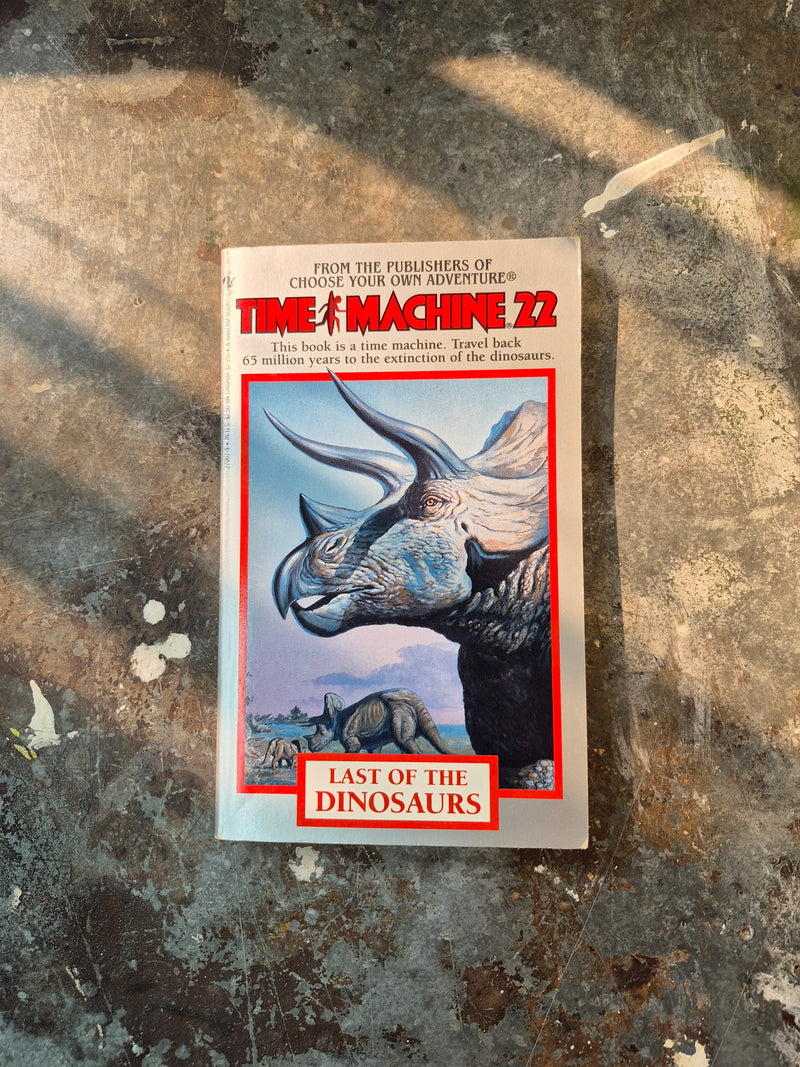 FROM THE PUBLISHERS OF
CHOOSE YOUR OWN ADVENTURE®
TIME MACHINE® 22
This book is a time machine. Travel back
65 million years to the extinction of the dinosaurs.
LAST OF THE
DINOSAURS